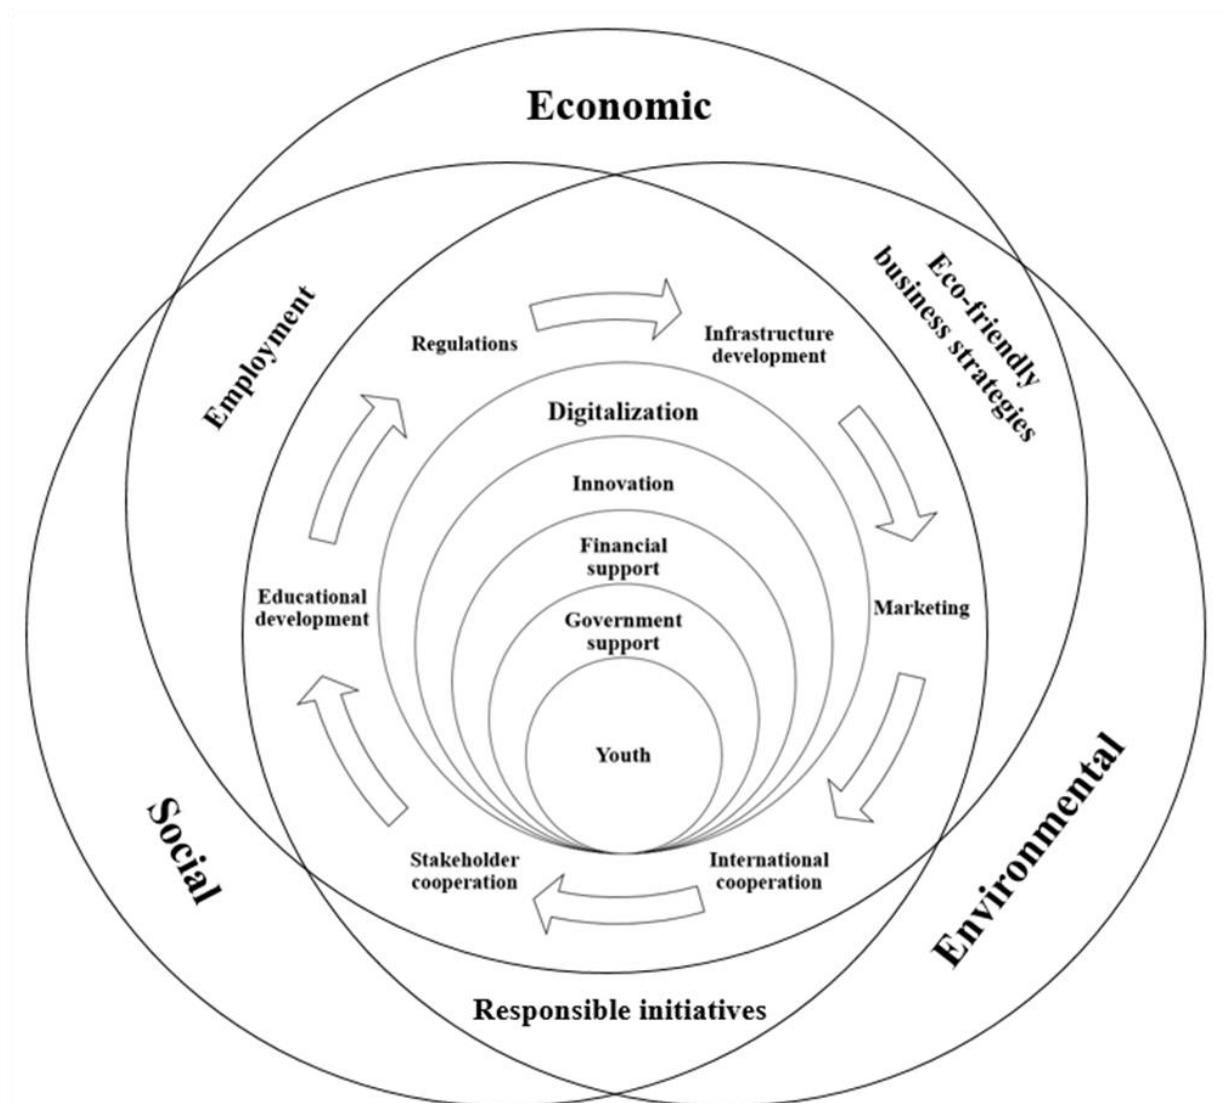 Economic
Employment
Eco-friendly
business strategies
Regulations
Infrastructure
development
Digitalization
Innovation
Financial
support
Educational
development
Marketing
Government
support
Youth
Social
Environmental
Stakeholder
cooperation
International
cooperation
Responsible initiatives